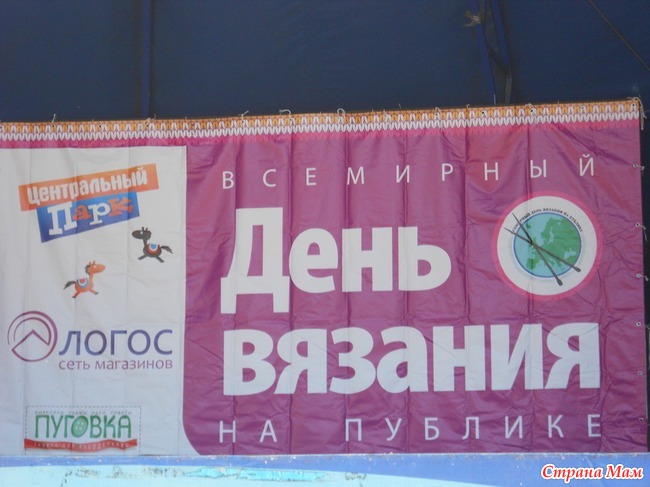 Центральный
Парк
ЛОГОС
сеть магазинов
ПУГОВКА
ВСЕМИРНЫЙ
День
вязания
НА ПУБЛИКЕ
Страна Мам